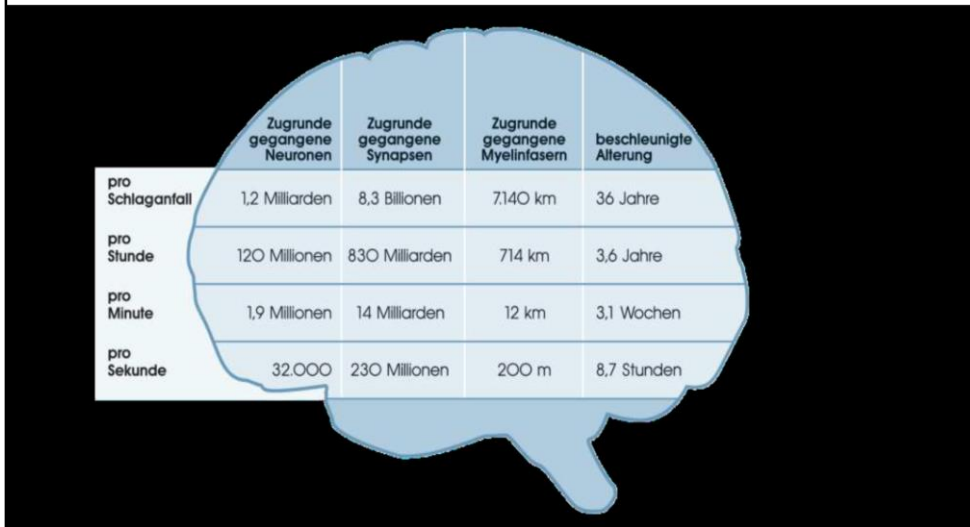 Zugrunde gegangene Neuronen
Zugrunde gegangene Synapsen
Zugrunde gegangene Myelinfasern
beschleunigte Alterung
pro Schlaganfall 1,2 Milliarden 8,3 Billionen 7.140 km 36 Jahre
pro Stunde 120 Millionen 830 Milliarden 714 km 3,6 Jahre
pro Minute 1,9 Millionen 14 Milliarden 12 km 3,1 Wochen
pro Sekunde 32.000 230 Millionen 200 m 8,7 Stunden